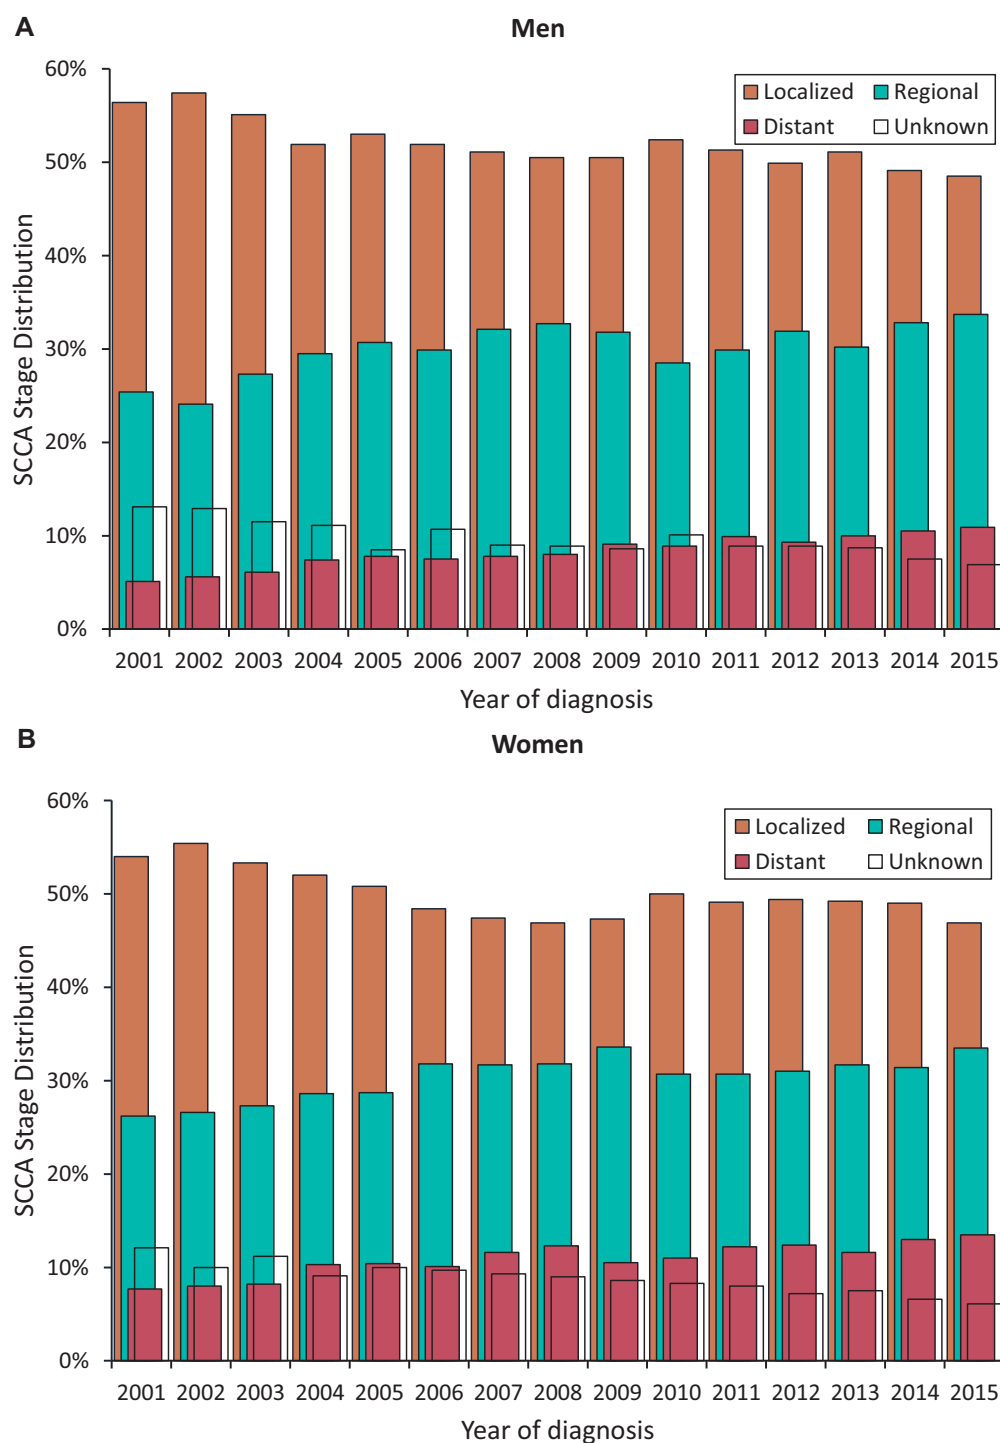 A
Men
60%
50%
40%
30%
20%
10%
0%
SCCA Stage Distribution
Localized Regional
Distant Unknown
2001 2002 2003 2004 2005 2006 2007 2008 2009 2010 2011 2012 2013 2014 2015
Year of diagnosis
B
Women
60%
50%
40%
30%
20%
10%
0%
SCCA Stage Distribution
Localized Regional
Distant Unknown
2001 2002 2003 2004 2005 2006 2007 2008 2009 2010 2011 2012 2013 2014 2015
Year of diagnosis